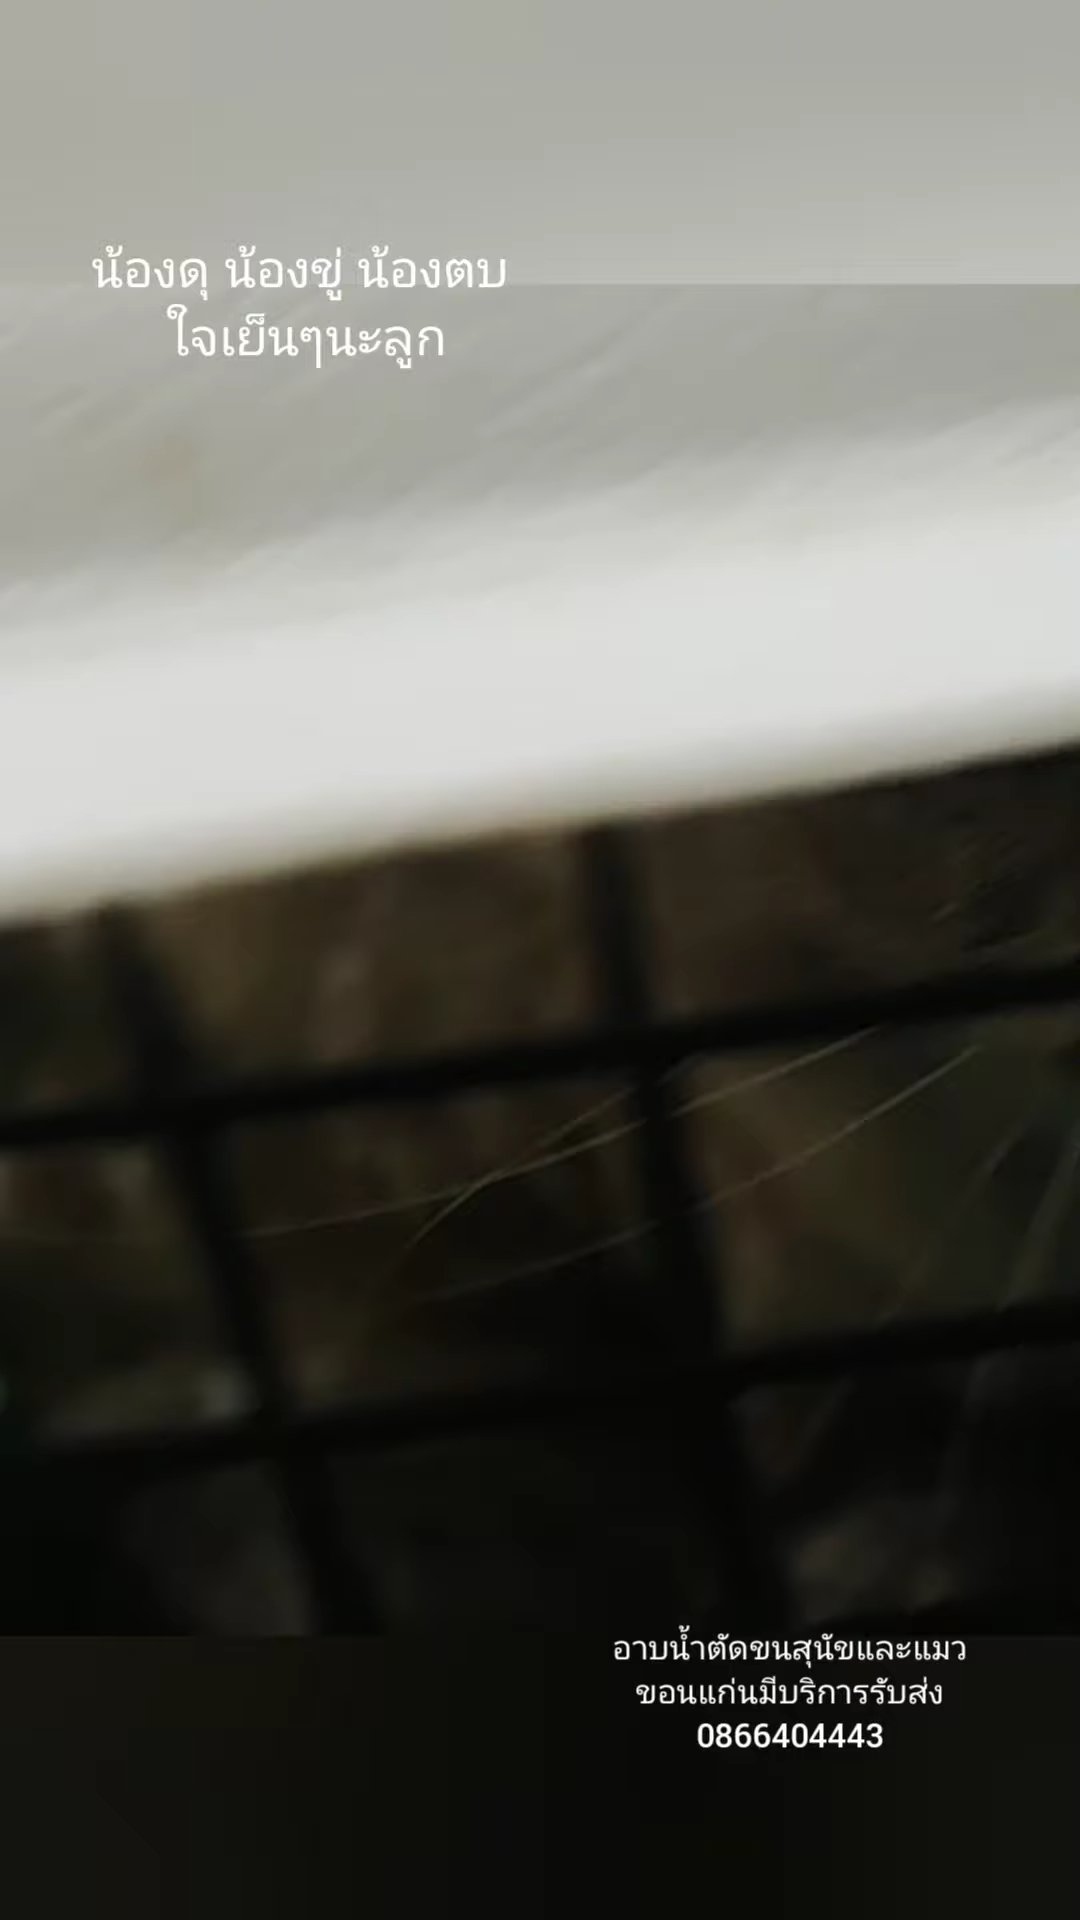 น้องดุ น้องขู่ น้องตบ
ใจเย็นๆนะลูก
อาบน้ำตัดขนสุนัขและแมว
ขอนแก่นมีบริการรับส่ง
0866404443